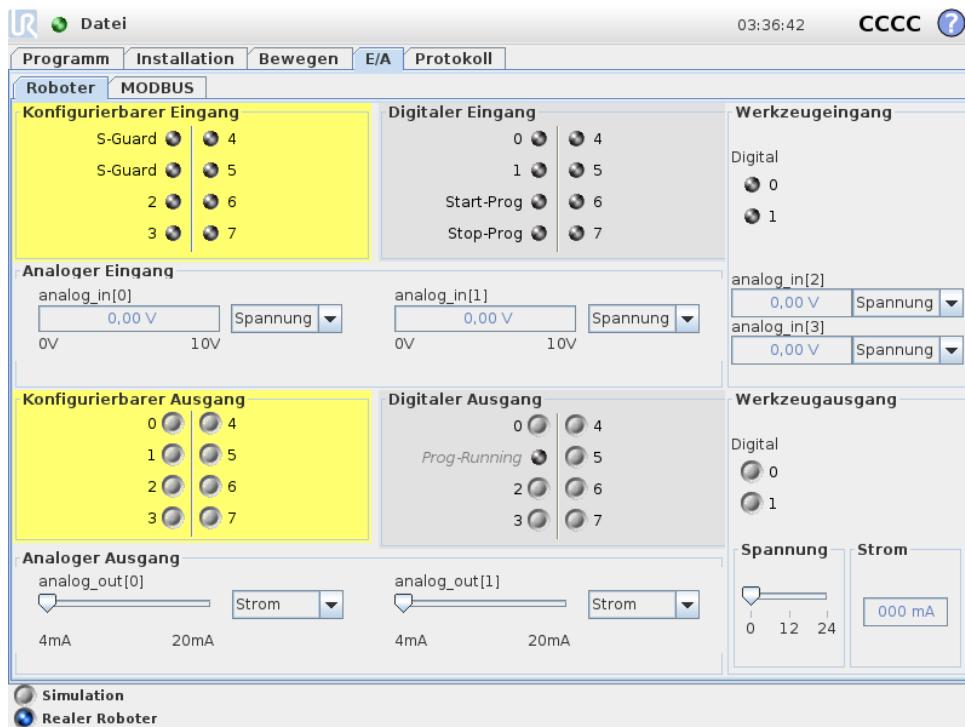 UR Datei 03:36:42 CCCC ?
Programm Installation Bewegen E/A Protokoll
Roboter MODBUS
Konfigurierbarer Eingang
S-Guard 4
S-Guard 5
2 6
3 7
Digitaler Eingang
0 4
1 5
Start-Prog 6
Stop-Prog 7
Werkzeugeingang
Digital
0
1
analog_in[2]
0,00 V Spannung
analog_in[3]
0,00 V Spannung
Analoger Eingang
analog_in[0]
0,00 V Spannung
0V 10V
analog_in[1]
0,00 V Spannung
0V 10V
Konfigurierbarer Ausgang
0 4
1 5
2 6
3 7
Digitaler Ausgang
0 4
Prog-Running 5
2 6
3 7
Werkzeugausgang
Digital
0
1
Spannung
0 12 24
Strom
000 mA
Analoger Ausgang
analog_out[0]
Strom
4mA 20mA
analog_out[1]
Strom
4mA 20mA
Simulation
Realer Roboter